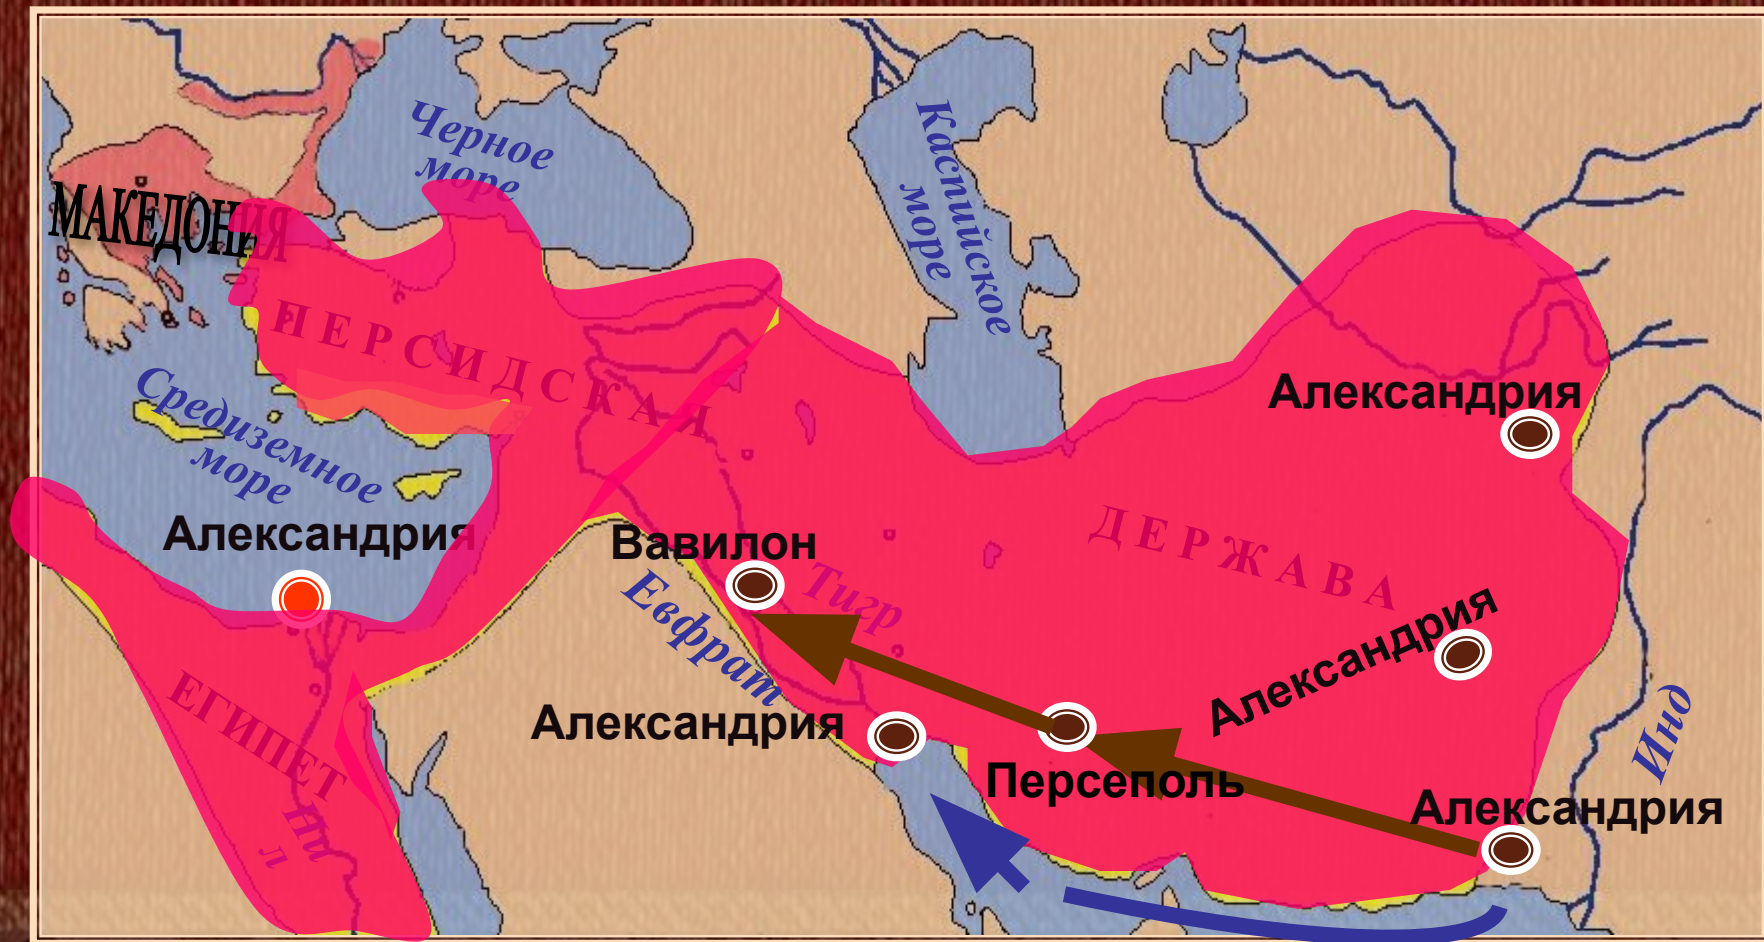 Черное
море
Каспийское
море
МАКЕДОНИЯ
ПЕРСИДСКАЯ
Средиземное
море
Александрия
Александрия
Вавилон
ДЕРЖАВА
Тигр
Евфрат
Александрия
ЕГИПЕТ
Александрия
Инд
Персеполь
Александрия
Ни
л